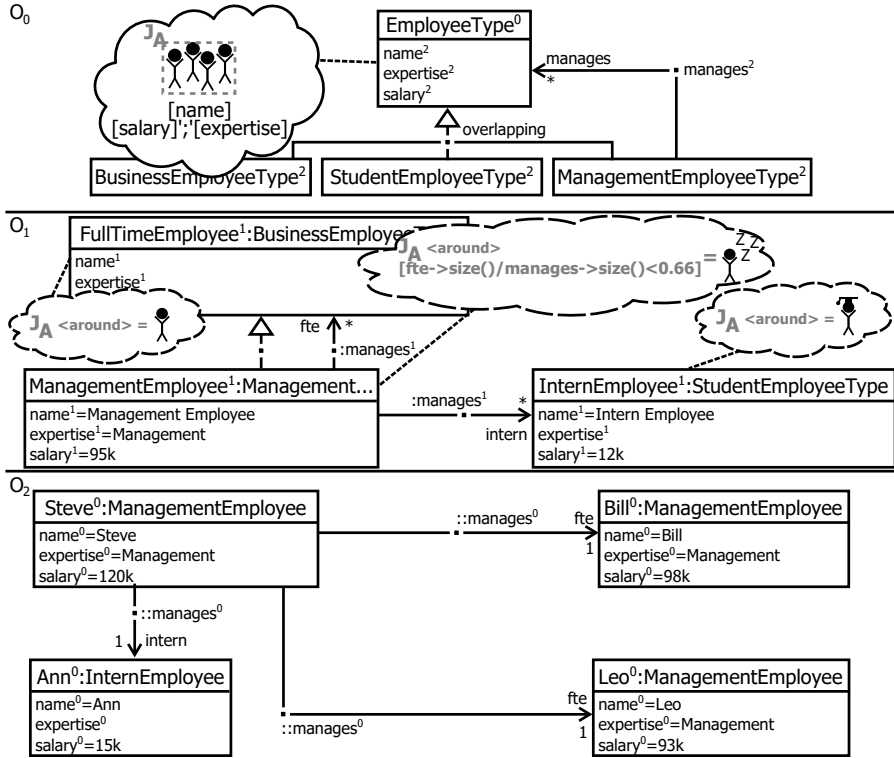 O0
EmployeeType0
name2
expertise2
salary2
JA
[name]
[salary]';'[expertise]
manages
*
manages2
overlapping
BusinessEmployeeType2
StudentEmployeeType2
ManagementEmployeeType2
O1
FullTimeEmployee1:BusinessEmployee
name1
expertise1
JA <around>
[fte->size()/manages->size()<0.66]=
Z
Z
Z
JA <around> =
JA <around> =
fte
*
:manages1
ManagementEmployee1:Management...
name1=Management Employee
expertise1=Management
salary1=95k
:manages1
*
intern
InternEmployee1:StudentEmployeeType
name1=Intern Employee
expertise1
salary1=12k
O2
Steve0:ManagementEmployee
name0=Steve
expertise0=Management
salary0=120k
::manages0
fte
1
Bill0:ManagementEmployee
name0=Bill
expertise0=Management
salary0=98k
::manages0
1
intern
Ann0:InternEmployee
name0=Ann
expertise0
salary0=15k
::manages0
fte
1
Leo0:ManagementEmployee
name0=Leo
expertise0=Management
salary0=93k